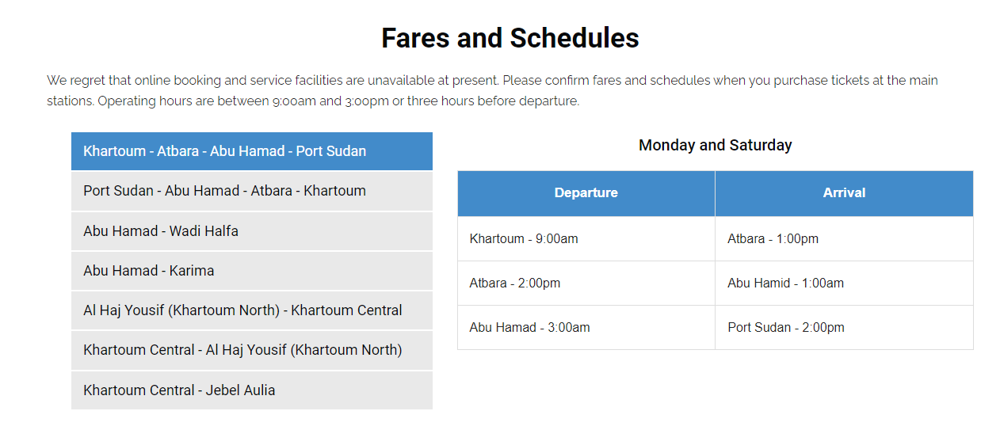 Fares and Schedules
We regret that online booking and service facilities are unavailable at present. Please confirm fares and schedules when you purchase tickets at the main
stations. Operating hours are between 9:00am and 3:00pm or three hours before departure.
Khartoum - Atbara - Abu Hamad - Port Sudan
Port Sudan - Abu Hamad - Atbara - Khartoum
Abu Hamad - Wadi Halfa
Abu Hamad - Karima
Al Haj Yousif (Khartoum North) - Khartoum Central
Khartoum Central - Al Haj Yousif (Khartoum North)
Khartoum Central - Jebel Aulia
Monday and Saturday
Departure Arrival
Khartoum - 9:00am Atbara - 1:00pm
Atbara - 2:00pm Abu Hamid - 1:00am
Abu Hamad - 3:00am Port Sudan - 2:00pm